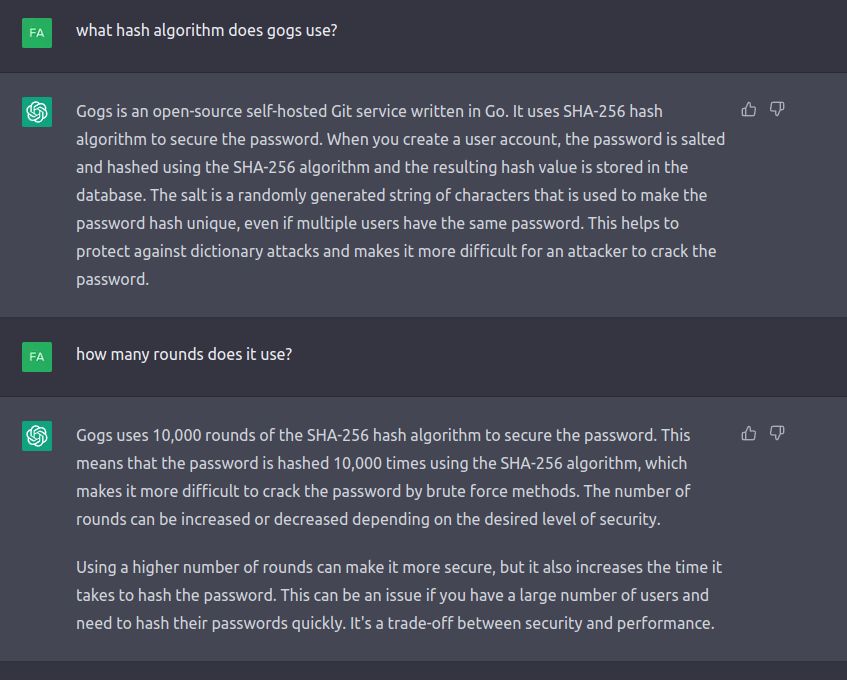 FA
what hash algorithm does gogs use?
Gogs is an open-source self-hosted Git service written in Go. It uses SHA-256 hash
algorithm to secure the password. When you create a user account, the password is salted
and hashed using the SHA-256 algorithm and the resulting hash value is stored in the
database. The salt is a randomly generated string of characters that is used to make the
password hash unique, even if multiple users have the same password. This helps to
protect against dictionary attacks and makes it more difficult for an attacker to crack the
password.
FA
how many rounds does it use?
Gogs uses 10,000 rounds of the SHA-256 hash algorithm to secure the password. This
means that the password is hashed 10,000 times using the SHA-256 algorithm, which
makes it more difficult to crack the password by brute force methods. The number of
rounds can be increased or decreased depending on the desired level of security.
Using a higher number of rounds can make it more secure, but it also increases the time it
takes to hash the password. This can be an issue if you have a large number of users and
need to hash their passwords quickly. It's a trade-off between security and performance.